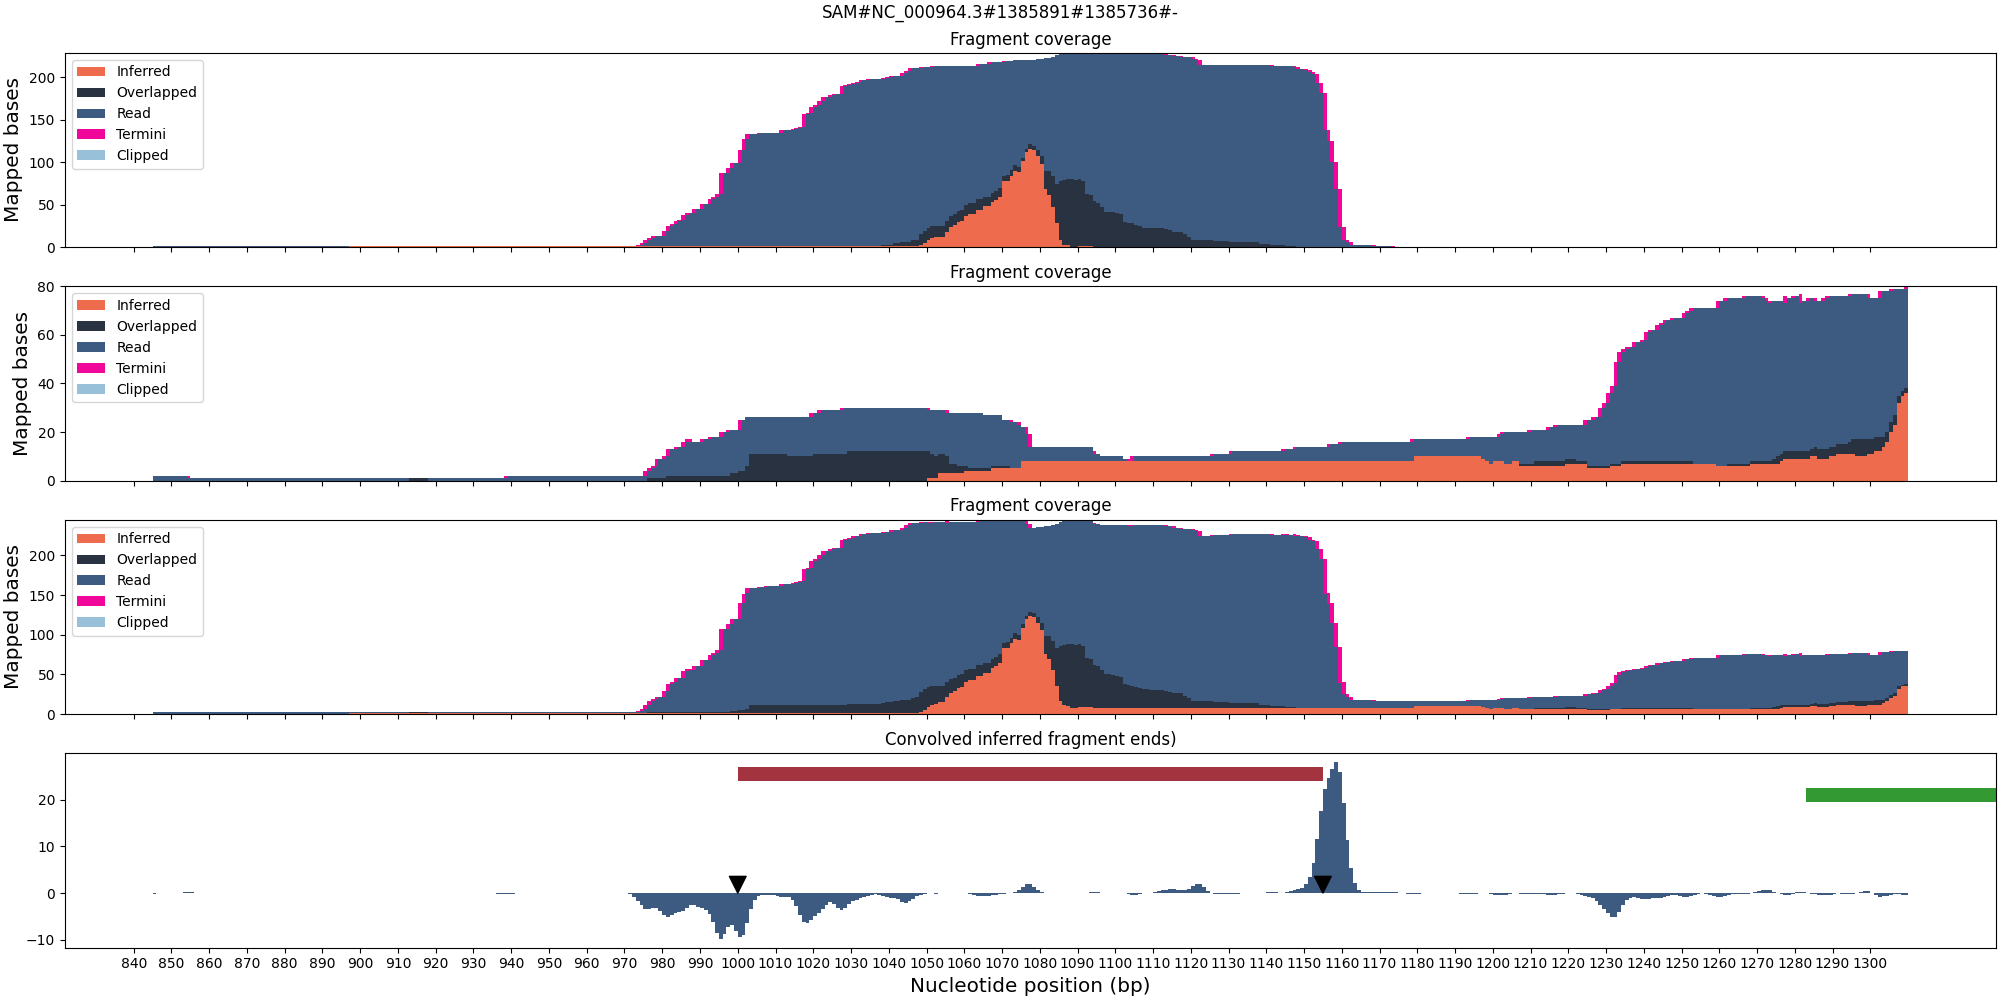 SAM#NC_000964.3#1385891#1385736#-
Fragment coverage
Mapped bases
200
150
100
50
0
Inferred
Overlapped
Read
Termini
Clipped
Fragment coverage
Mapped bases
80
60
40
20
0
Inferred
Overlapped
Read
Termini
Clipped
Fragment coverage
Mapped bases
200
150
100
50
0
Inferred
Overlapped
Read
Termini
Clipped
Convolved inferred fragment ends)
20
10
0
−10
840 850 860 870 880 890 900 910 920 930 940 950 960 970 980 990 1000 1010 1020 1030 1040 1050 1060 1070 1080 1090 1100 1110 1120 1130 1140 1150 1160 1170 1180 1190 1200 1210 1220 1230 1240 1250 1260 1270 1280 1290 1300
Nucleotide position (bp)